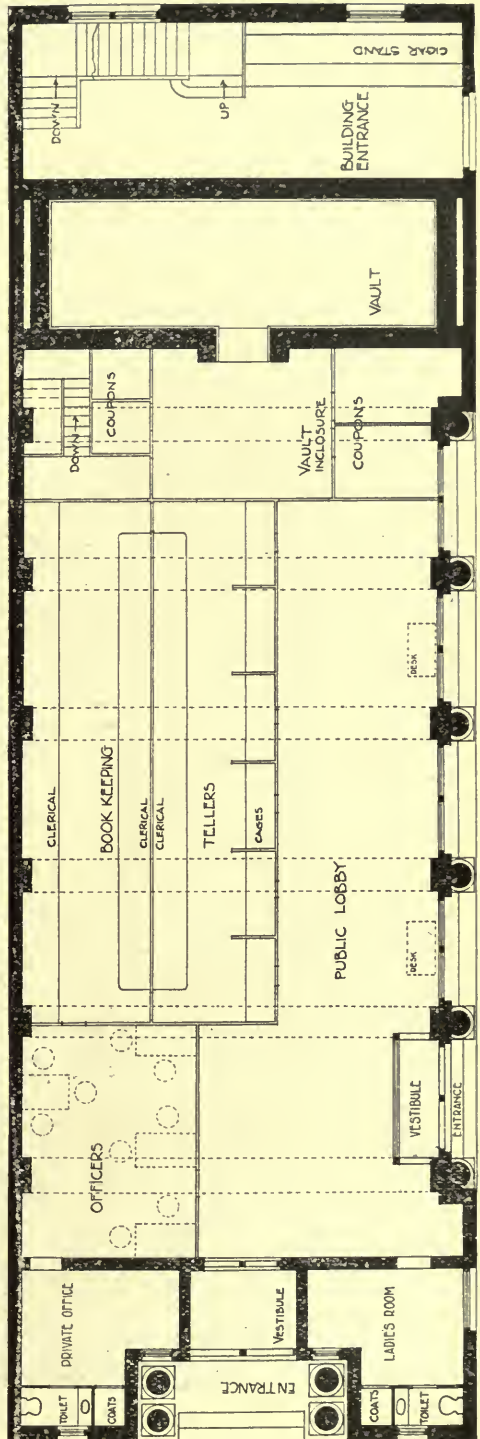 CIGAR STAND
DOWN
UP
BUILDING
ENTRANCE
VAULT
DOWN
COUPONS
VAULT
INCLOSURE
COUPONS
CLERICAL
BOOK KEEPING
CLERICAL
CLERICAL
TELLERS
CAGES
PUBLIC LOBBY
DESK
DESK
OFFICERS
VESTIBULE
ENTRANCE
PRIVATE OFFICE
VESTIBULE
LADIES ROOM
TOILET
COATS
ENTRANCE
COATS
TOILET